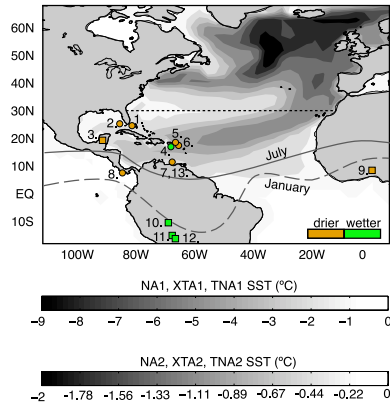 60N
50N
40N
30N
20N
10N
EQ
10S
1.
2.
3.
4.
5.
6.
7,13.
8.
9.
10.
11.
12.
July
January
drier wetter
100W 80W 60W 40W 20W 0
NA1, XTA1, TNA1 SST (ºC)
-9 -8 -7 -6 -5 -4 -3 -2 -1 0
NA2, XTA2, TNA2 SST, (ºC)
-2 -1.78 -1.55 -1.33 -1.11 -0.89 -0.67 -0.44 -0.22 0